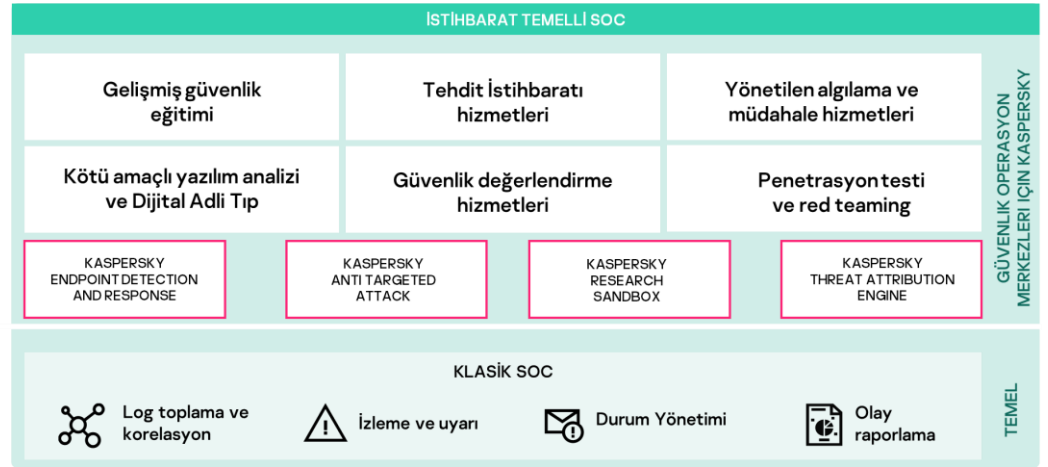 İSTİHBARAT TEMELLİ SOC
Gelişmiş güvenlik
eğitimi
Tehdit İstihbaratı
hizmetleri
Yönetilen algılama ve
müdahale hizmetleri
Kötü amaçlı yazılım analizi
ve Dijital Adli Tıp
Güvenlik değerlendirme
hizmetleri
Penetrasyon testi
ve red teaming
KASPERSKY
ENDPOINT DETECTION
AND RESPONSE
KASPERSKY
ANTI TARGETED
ATTACK
KASPERSKY
RESEARCH
SANDBOX
KASPERSKY
THREAT ATTRIBUTION
ENGINE
GÜVENLIK OPERASYON
MERKEZLERI IÇIN KASPERSKY
KLASİK SOC
Log toplama ve
korelasyon
İzleme ve uyarı
Durum Yönetimi
Olay
raporlama
TEMEL